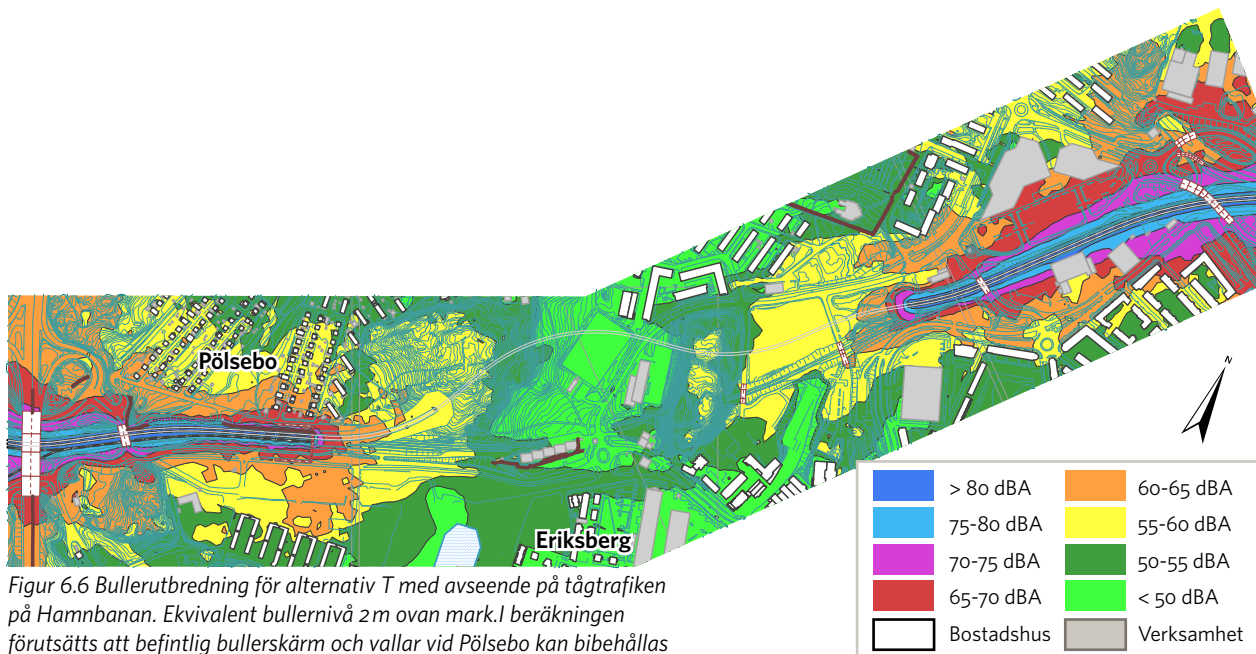 Pölsebo
Eriksberg
N
> 80 dBA
75-80 dBA
70-75 dBA
65-70 dBA
Bostadshus
60-65 dBA
55-60 dBA
50-55 dBA
< 50 dBA
Verksamhet
Figur 6.6 Bullerutbredning för alternativ T med avseende på tågtrafiken
på Hamnbanan. Ekvivalent bullernivå 2 m ovan mark.I beräkningen
förutsätts att befintlig bullerskärm och vallar vid Pölsebo kan bibehållas